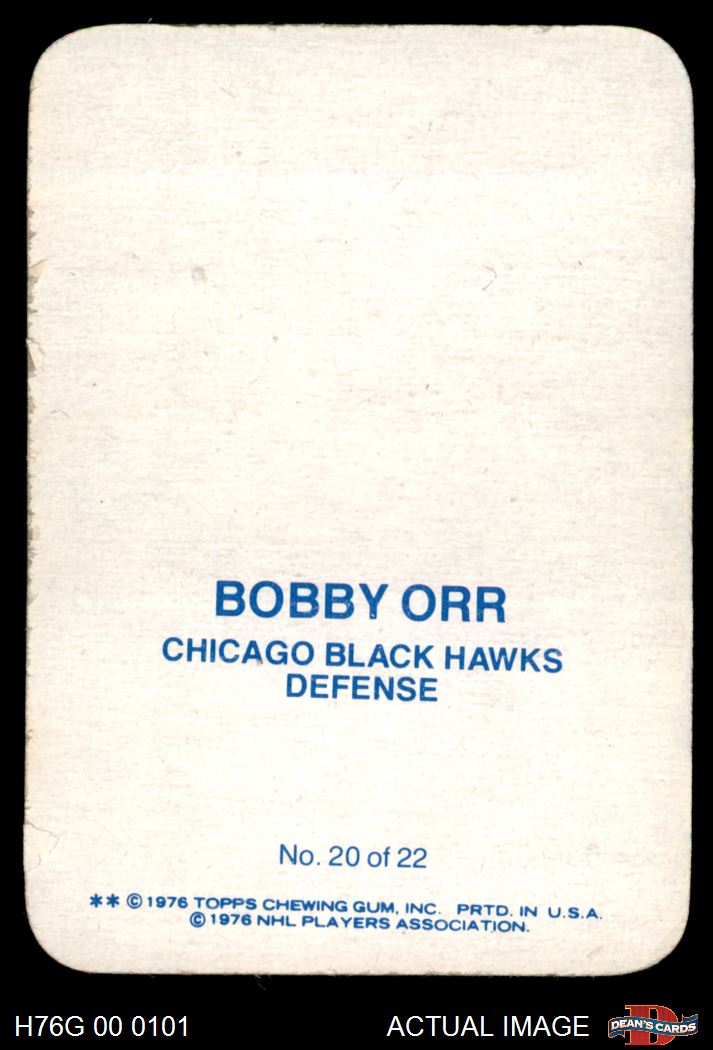 BOBBY ORR
CHICAGO BLACK HAWKS
DEFENSE
No. 20 of 22
** © 1976 TOPPS CHEWING GUM, INC. PRTD. IN U.S.A.
© 1976 NHL PLAYERS ASSOCIATION.
H76G 00 0101
ACTUAL IMAGE
D
DEAN'S CARDS